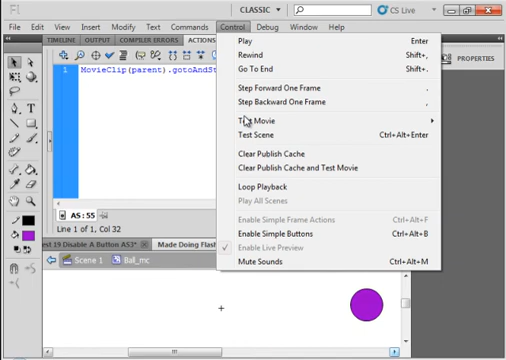 Fl
CLASSIC
CS Live
File Edit View Insert Modify Text Commands Control Debug Window Help
TIMELINE OUTPUT COMPILER ERRORS ACTIONS
PROPERTIES
Play Enter
1 MovieClip(parent).gotoAndSt
Rewind Shift+,
Go To End Shift+.
Step Forward One Frame .
Step Backward One Frame ,
Test Movie
Test Scene Ctrl+Alt+Enter
Clear Publish Cache
Clear Publish Cache and Test Movie
Loop Playback
Play All Scenes
AS: 55
Enable Simple Frame Actions Ctrl+Alt+F
Line 1 of 1, Col 32
Enable Simple Buttons Ctrl+Alt+B
est 19 Disable A Button AS3* Made Doing Flash
Enable Live Preview
Scene 1 Ball_mc
Mute Sounds Ctrl+Alt+M